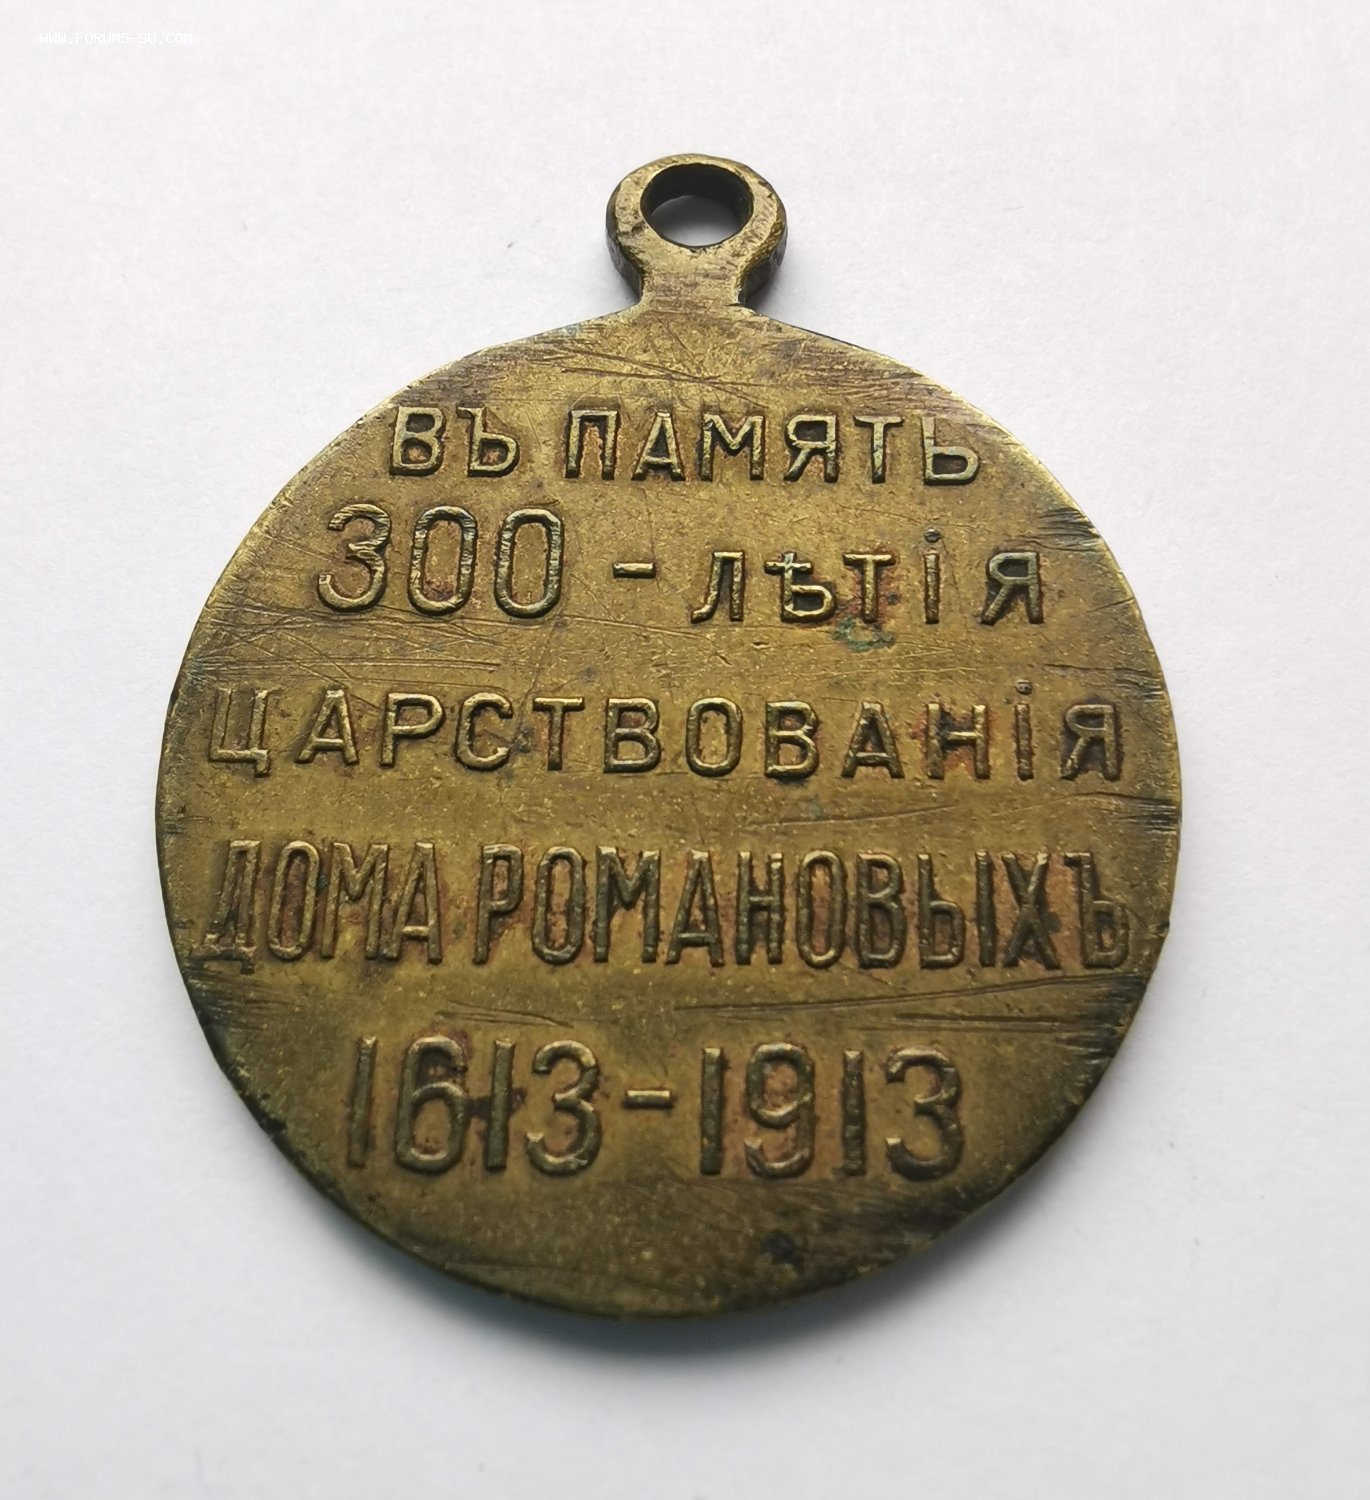 WWW.FORUMS-SU.COM
ВЪ ПАМЯТЬ
300 - ЛѢТІЯ
ЦАРСТВОВАНІЯ
ДОМА РОМАНОВЫХЪ
1613-1913